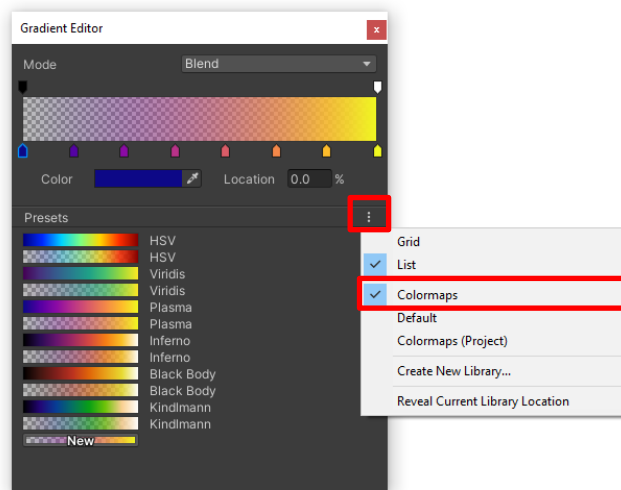 Gradient Editor
x
Mode Blend
Color Location 0.0 %
Presets
HSV
HSV
Viridis
Viridis
Plasma
Plasma
Inferno
Inferno
Black Body
Black Body
Kindlmann
Kindlmann
New
Grid
List
Colormaps
Default
Colormaps (Project)
Create New Library...
Reveal Current Library Location